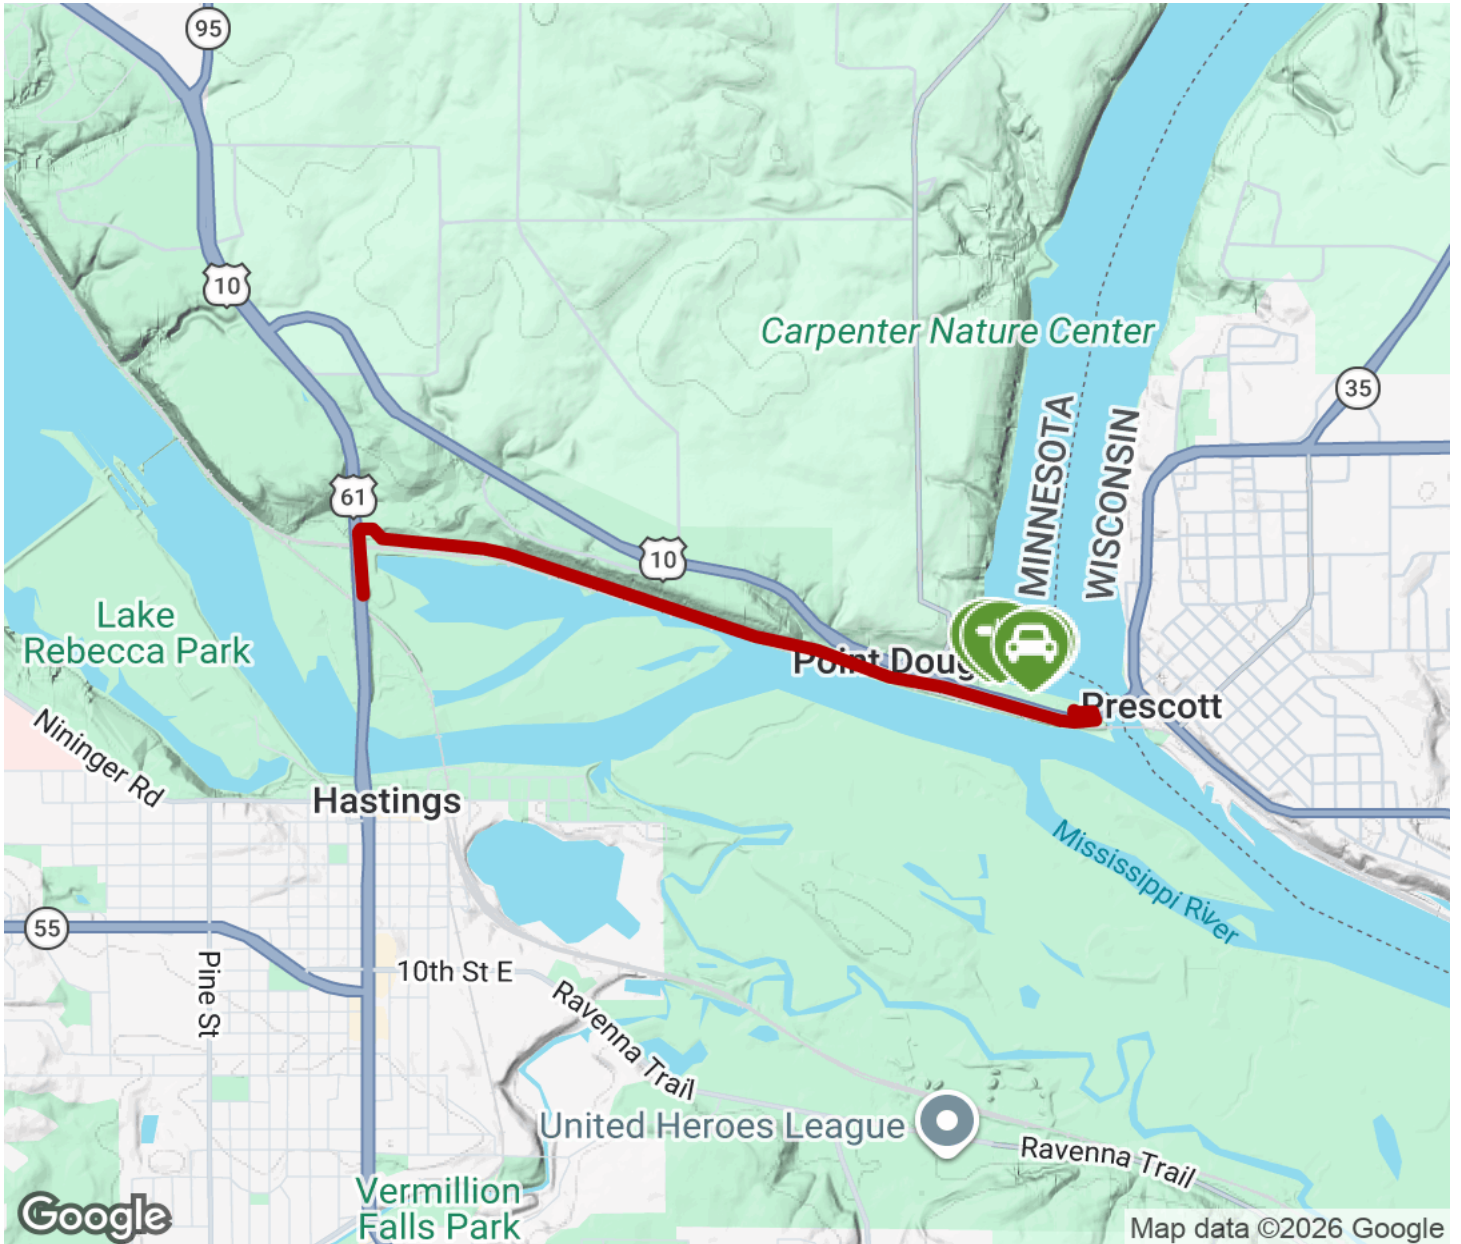 95
10
Carpenter Nature Center
35
MINNESOTA
WISCONSIN
61
10
Lake
Rebecca Park
Point Doug
Prescott
Nininger Rd
Hastings
Mississippi River
55
Pine St
10th St E
Ravenna Trail
United Heroes League
Ravenna Trail
Vermillion
Falls Park
Google
Map data ©2026 Google